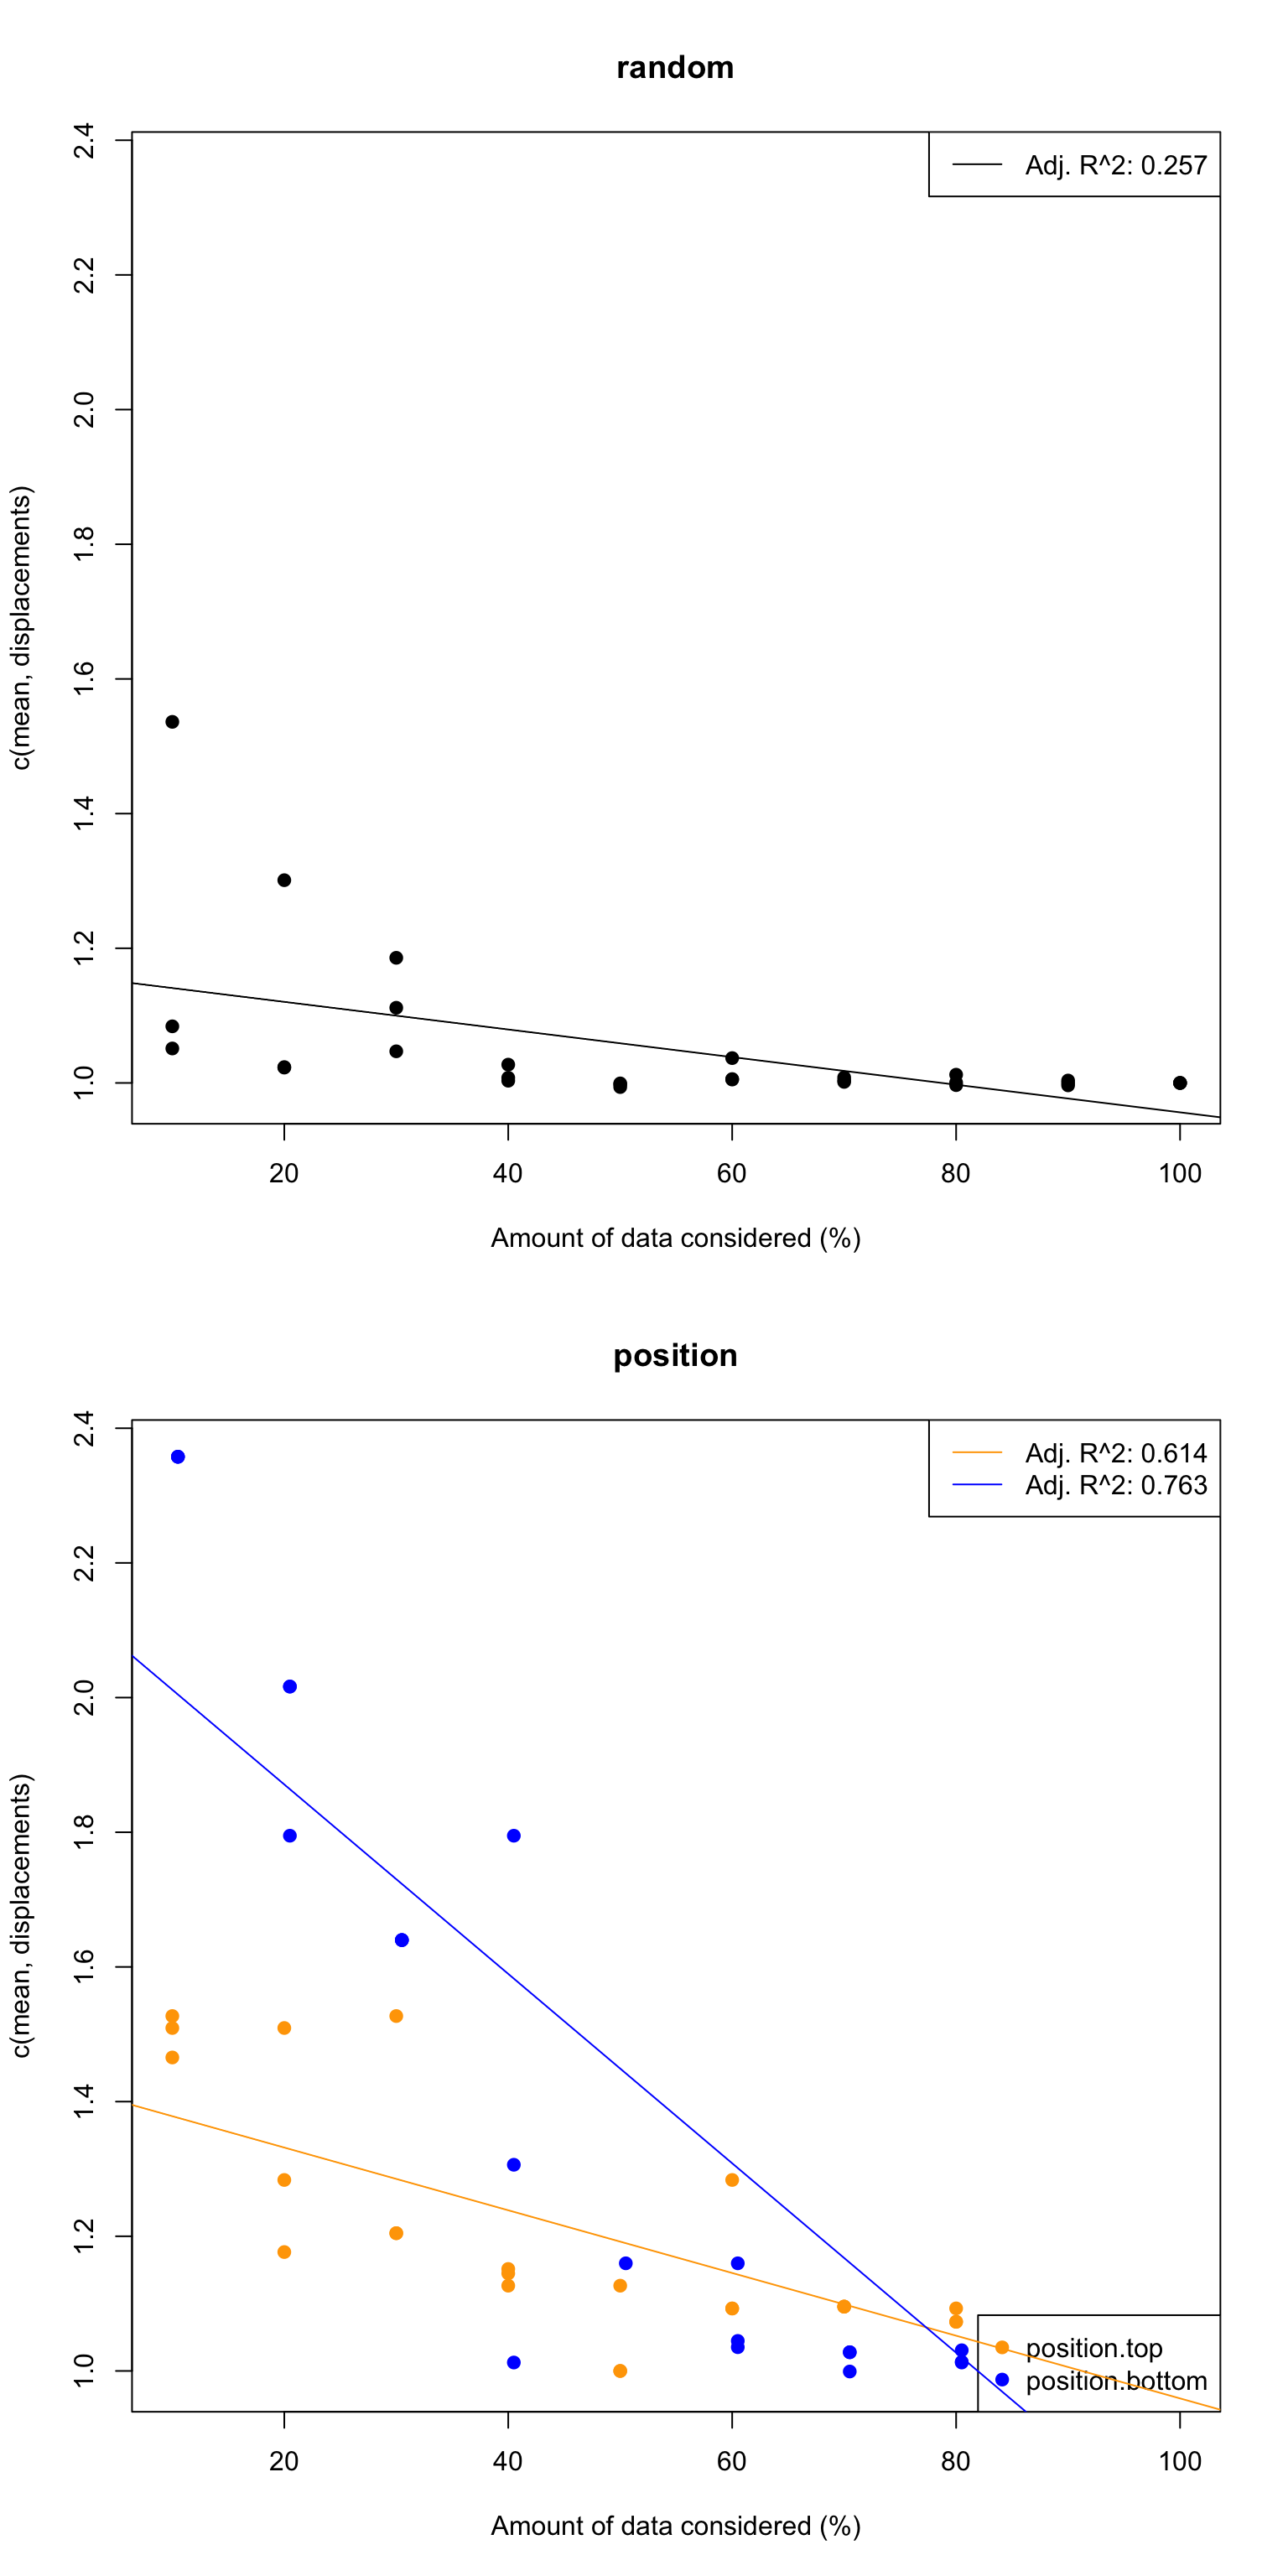 random
2.4
2.2
2.0
1.8
1.6
1.4
1.2
1.0
c(mean, displacements)
Adj. R^2: 0.257
20 40 60 80 100
Amount of data considered (%)
position
2.4
2.2
2.0
1.8
1.6
1.4
1.2
1.0
c(mean, displacements)
Adj. R^2: 0.614
Adj. R^2: 0.763
position.top
position.bottom
20 40 60 80 100
Amount of data considered (%)